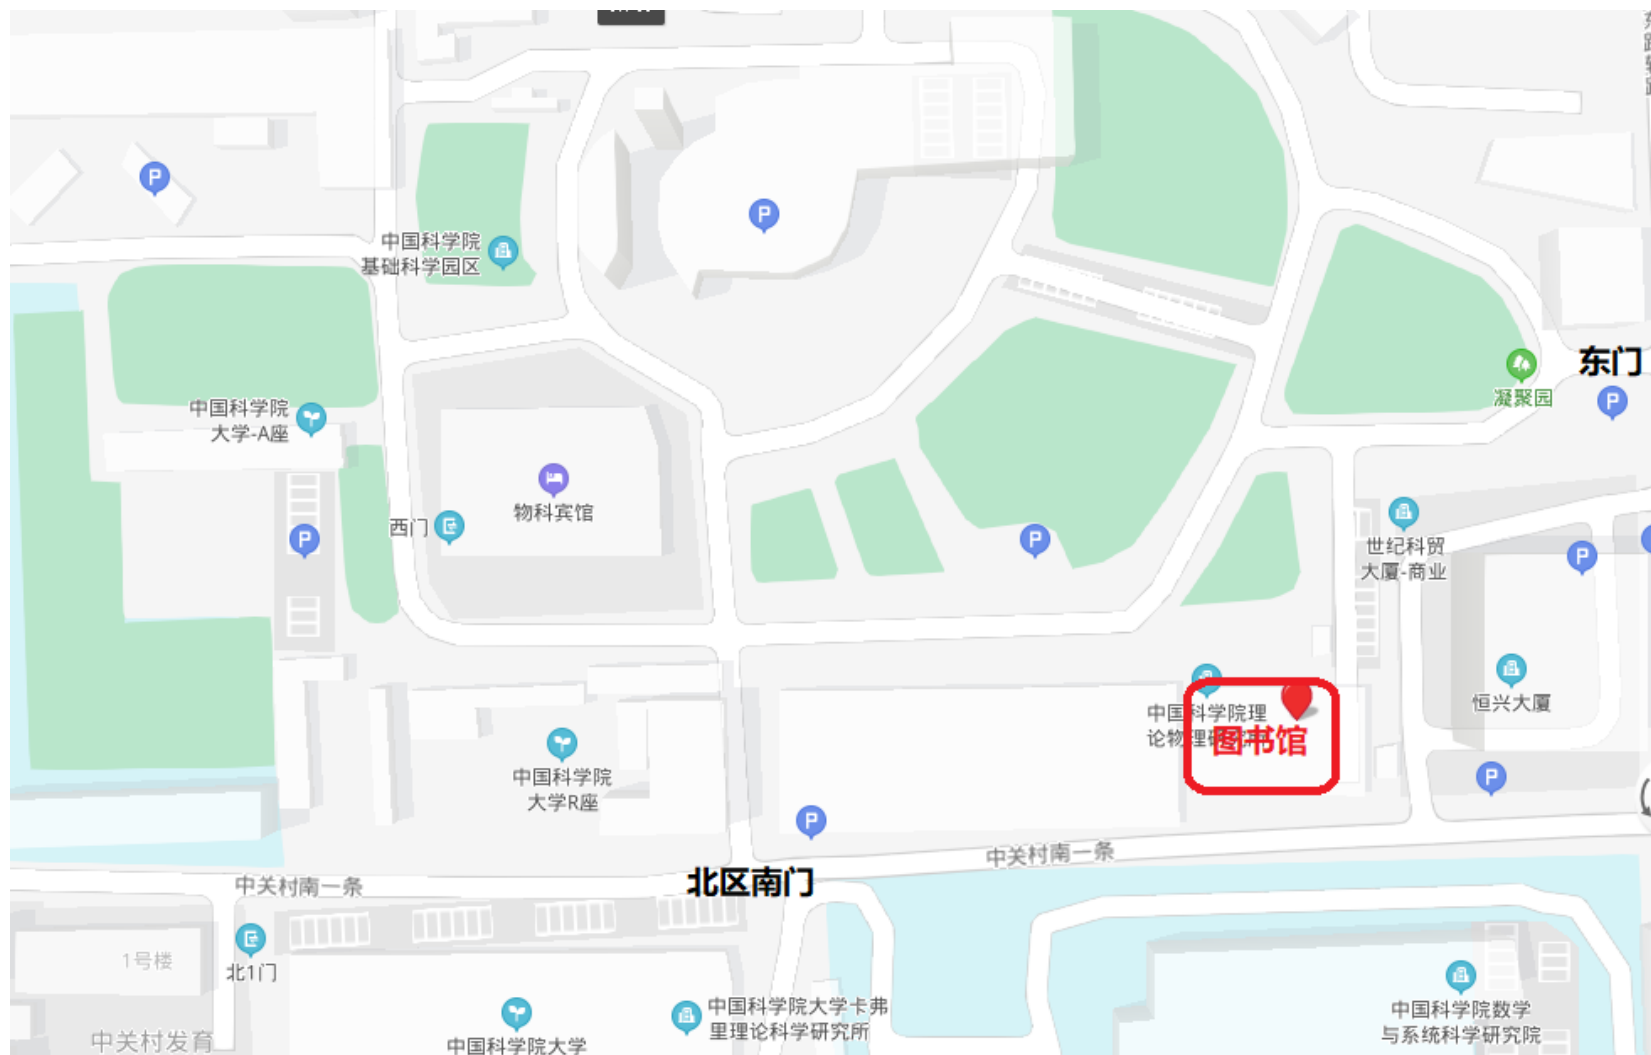 中国科学院
基础科学园区
东门
凝聚园
中国科学院
大学-A座
物科宾馆
西门
世纪科贸
大厦-商业
恒兴大厦
中国科学院理
论物理研究所
图书馆
中国科学院
大学R座
中关村南一条
北区南门
中关村南一条
1号楼
北1门
中国科学院大学卡弗
里理论科学研究所
中国科学院数学
与系统科学研究院
中关村发育
中国科学院大学
P
P
P
P
P
P
P
P